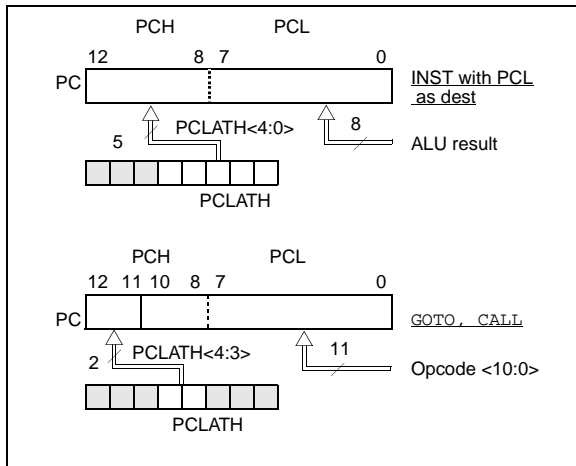 PCH PCL
12 8 7 0
PC
INST with PCL
as dest
5 PCLATH<4:0> 8
ALU result
PCLATH
PCH PCL
12 11 10 8 7 0
PC
GOTO, CALL
2 PCLATH<4:3> 11
Opcode <10:0>
PCLATH